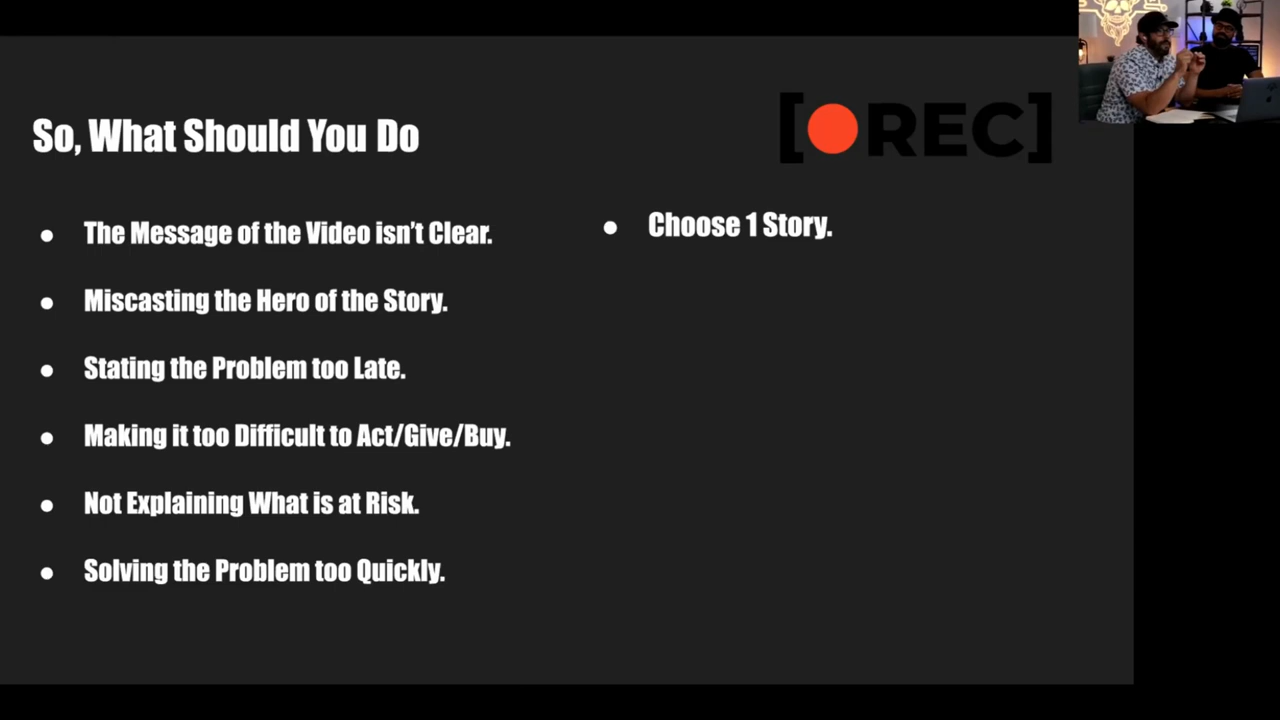 So, What Should You Do
[REC]
● The Message of the Video isn't Clear.
● Miscasting the Hero of the Story.
● Stating the Problem too Late.
● Making it too Difficult to Act/Give/Buy.
● Not Explaining What is at Risk.
● Solving the Problem too Quickly.
● Choose 1 Story.